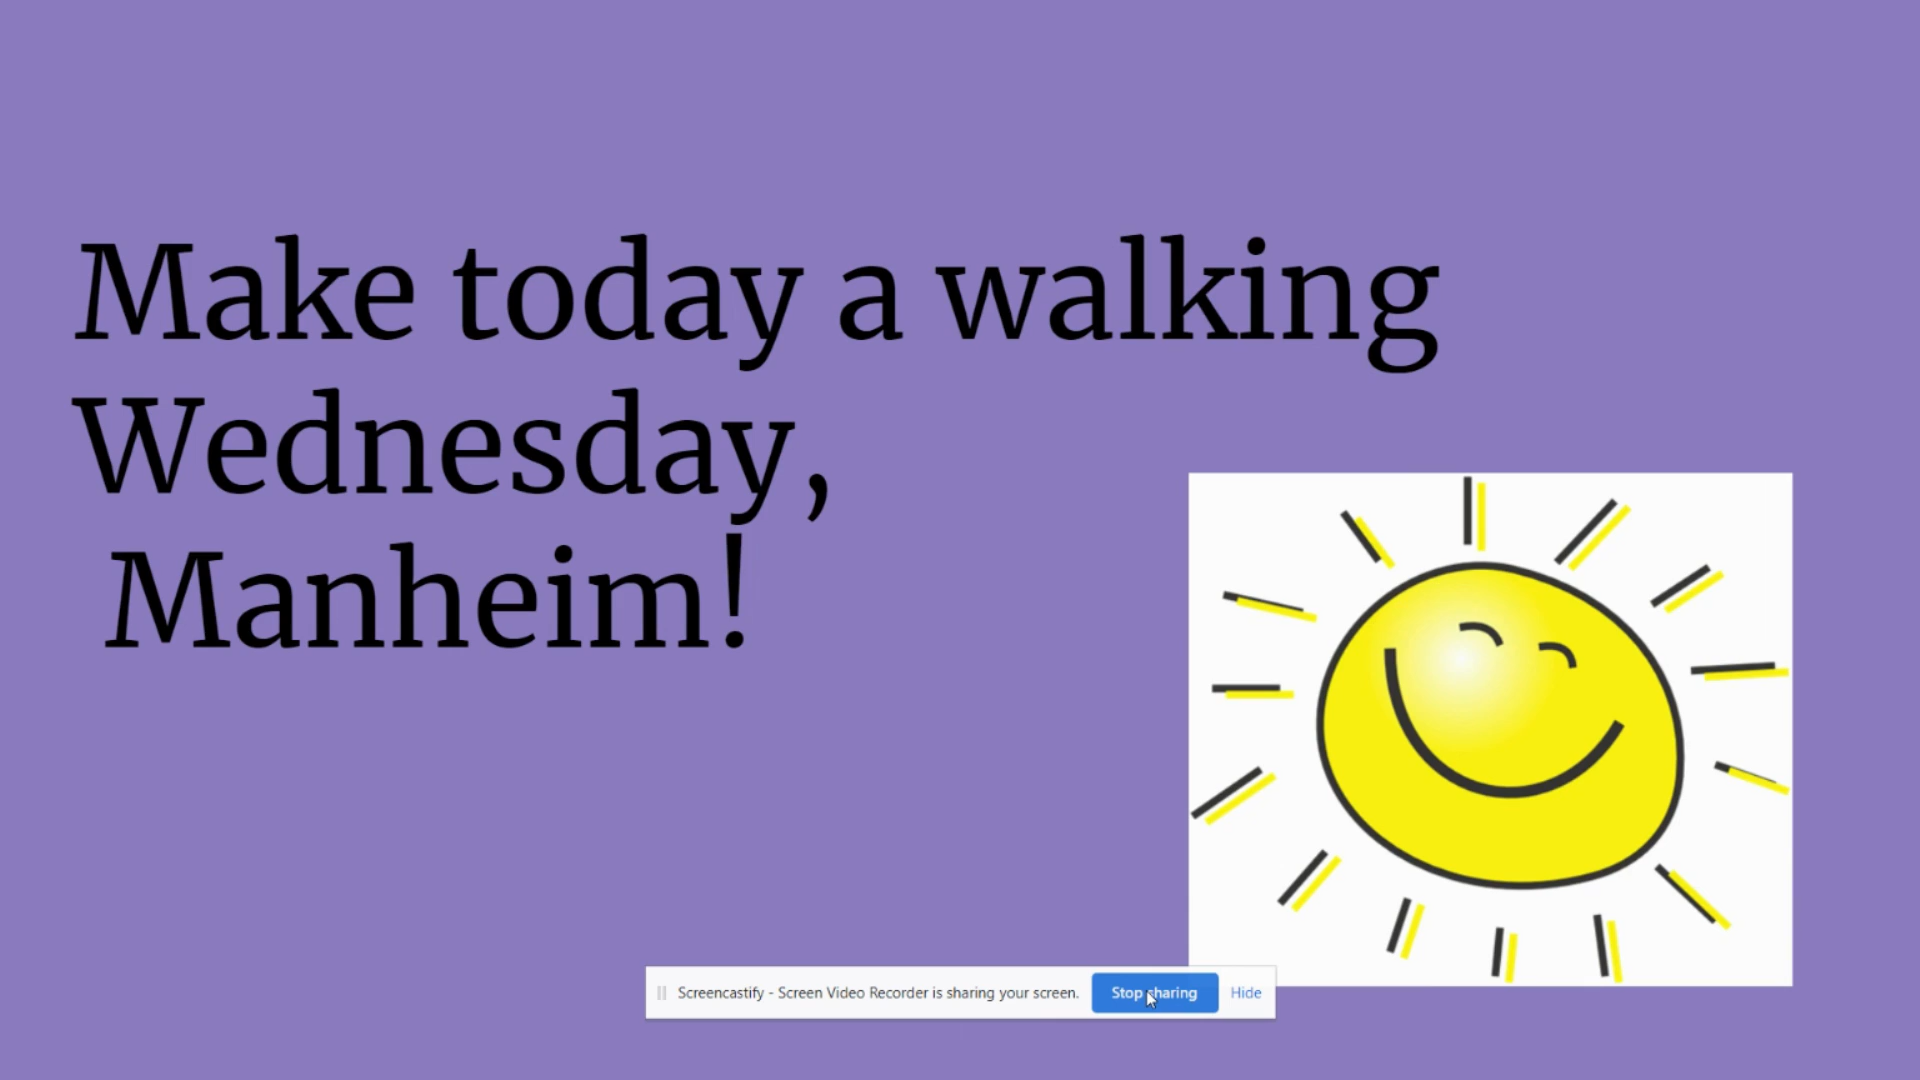 Make today a walking
Wednesday,
Manheim!
Screencastify - Screen Video Recorder is sharing your screen. Stop sharing Hide